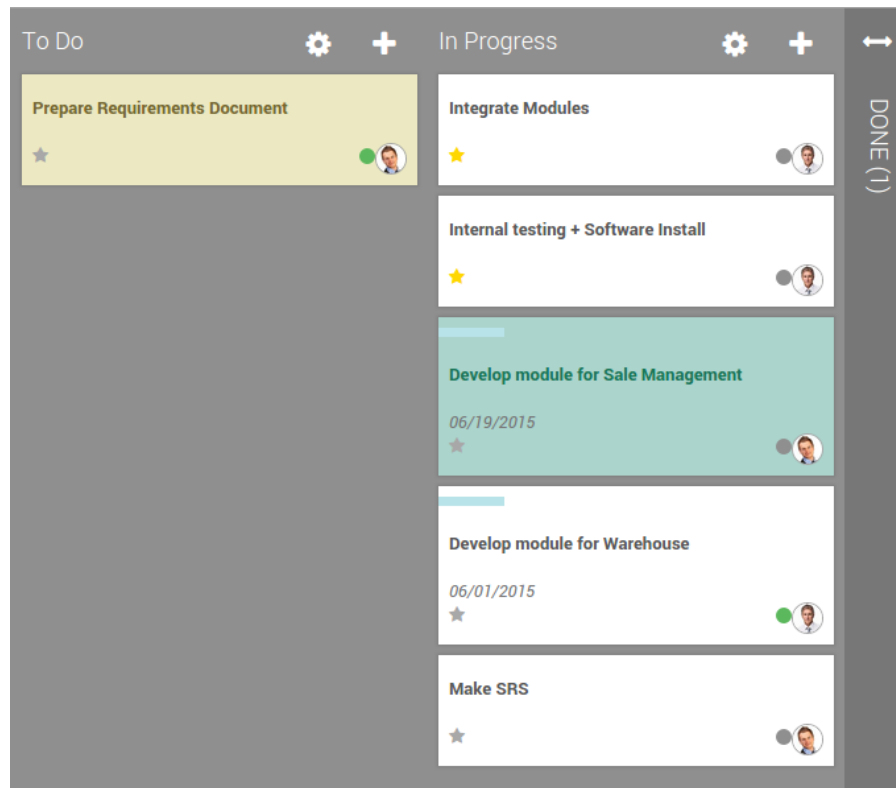 To Do
Prepare Requirements Document
In Progress
Integrate Modules
Internal testing + Software Install
Develop module for Sale Management
06/19/2015
Develop module for Warehouse
06/01/2015
Make SRS
DONE (1)